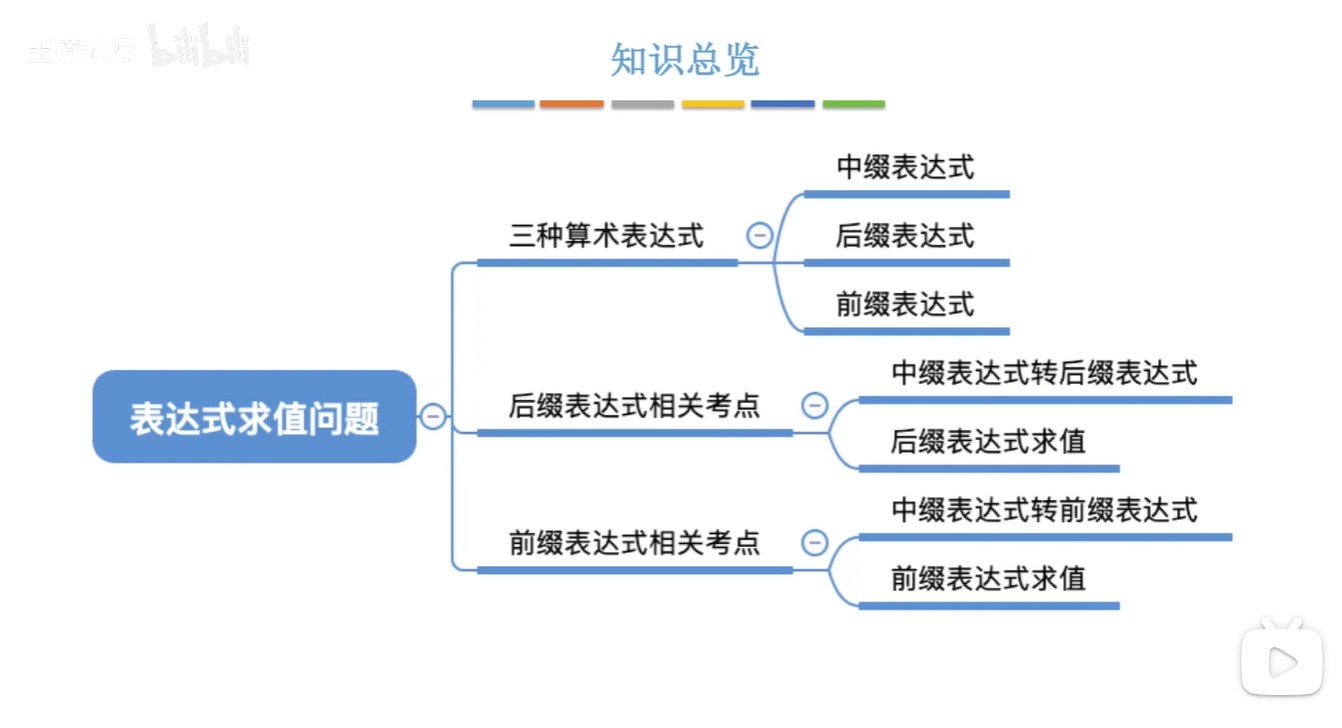 bilibili
知识总览
中缀表达式
三种算术表达式
后缀表达式
前缀表达式
中缀表达式转后缀表达式
后缀表达式相关考点
后缀表达式求值
表达式求值问题
中缀表达式转前缀表达式
前缀表达式相关考点
前缀表达式求值